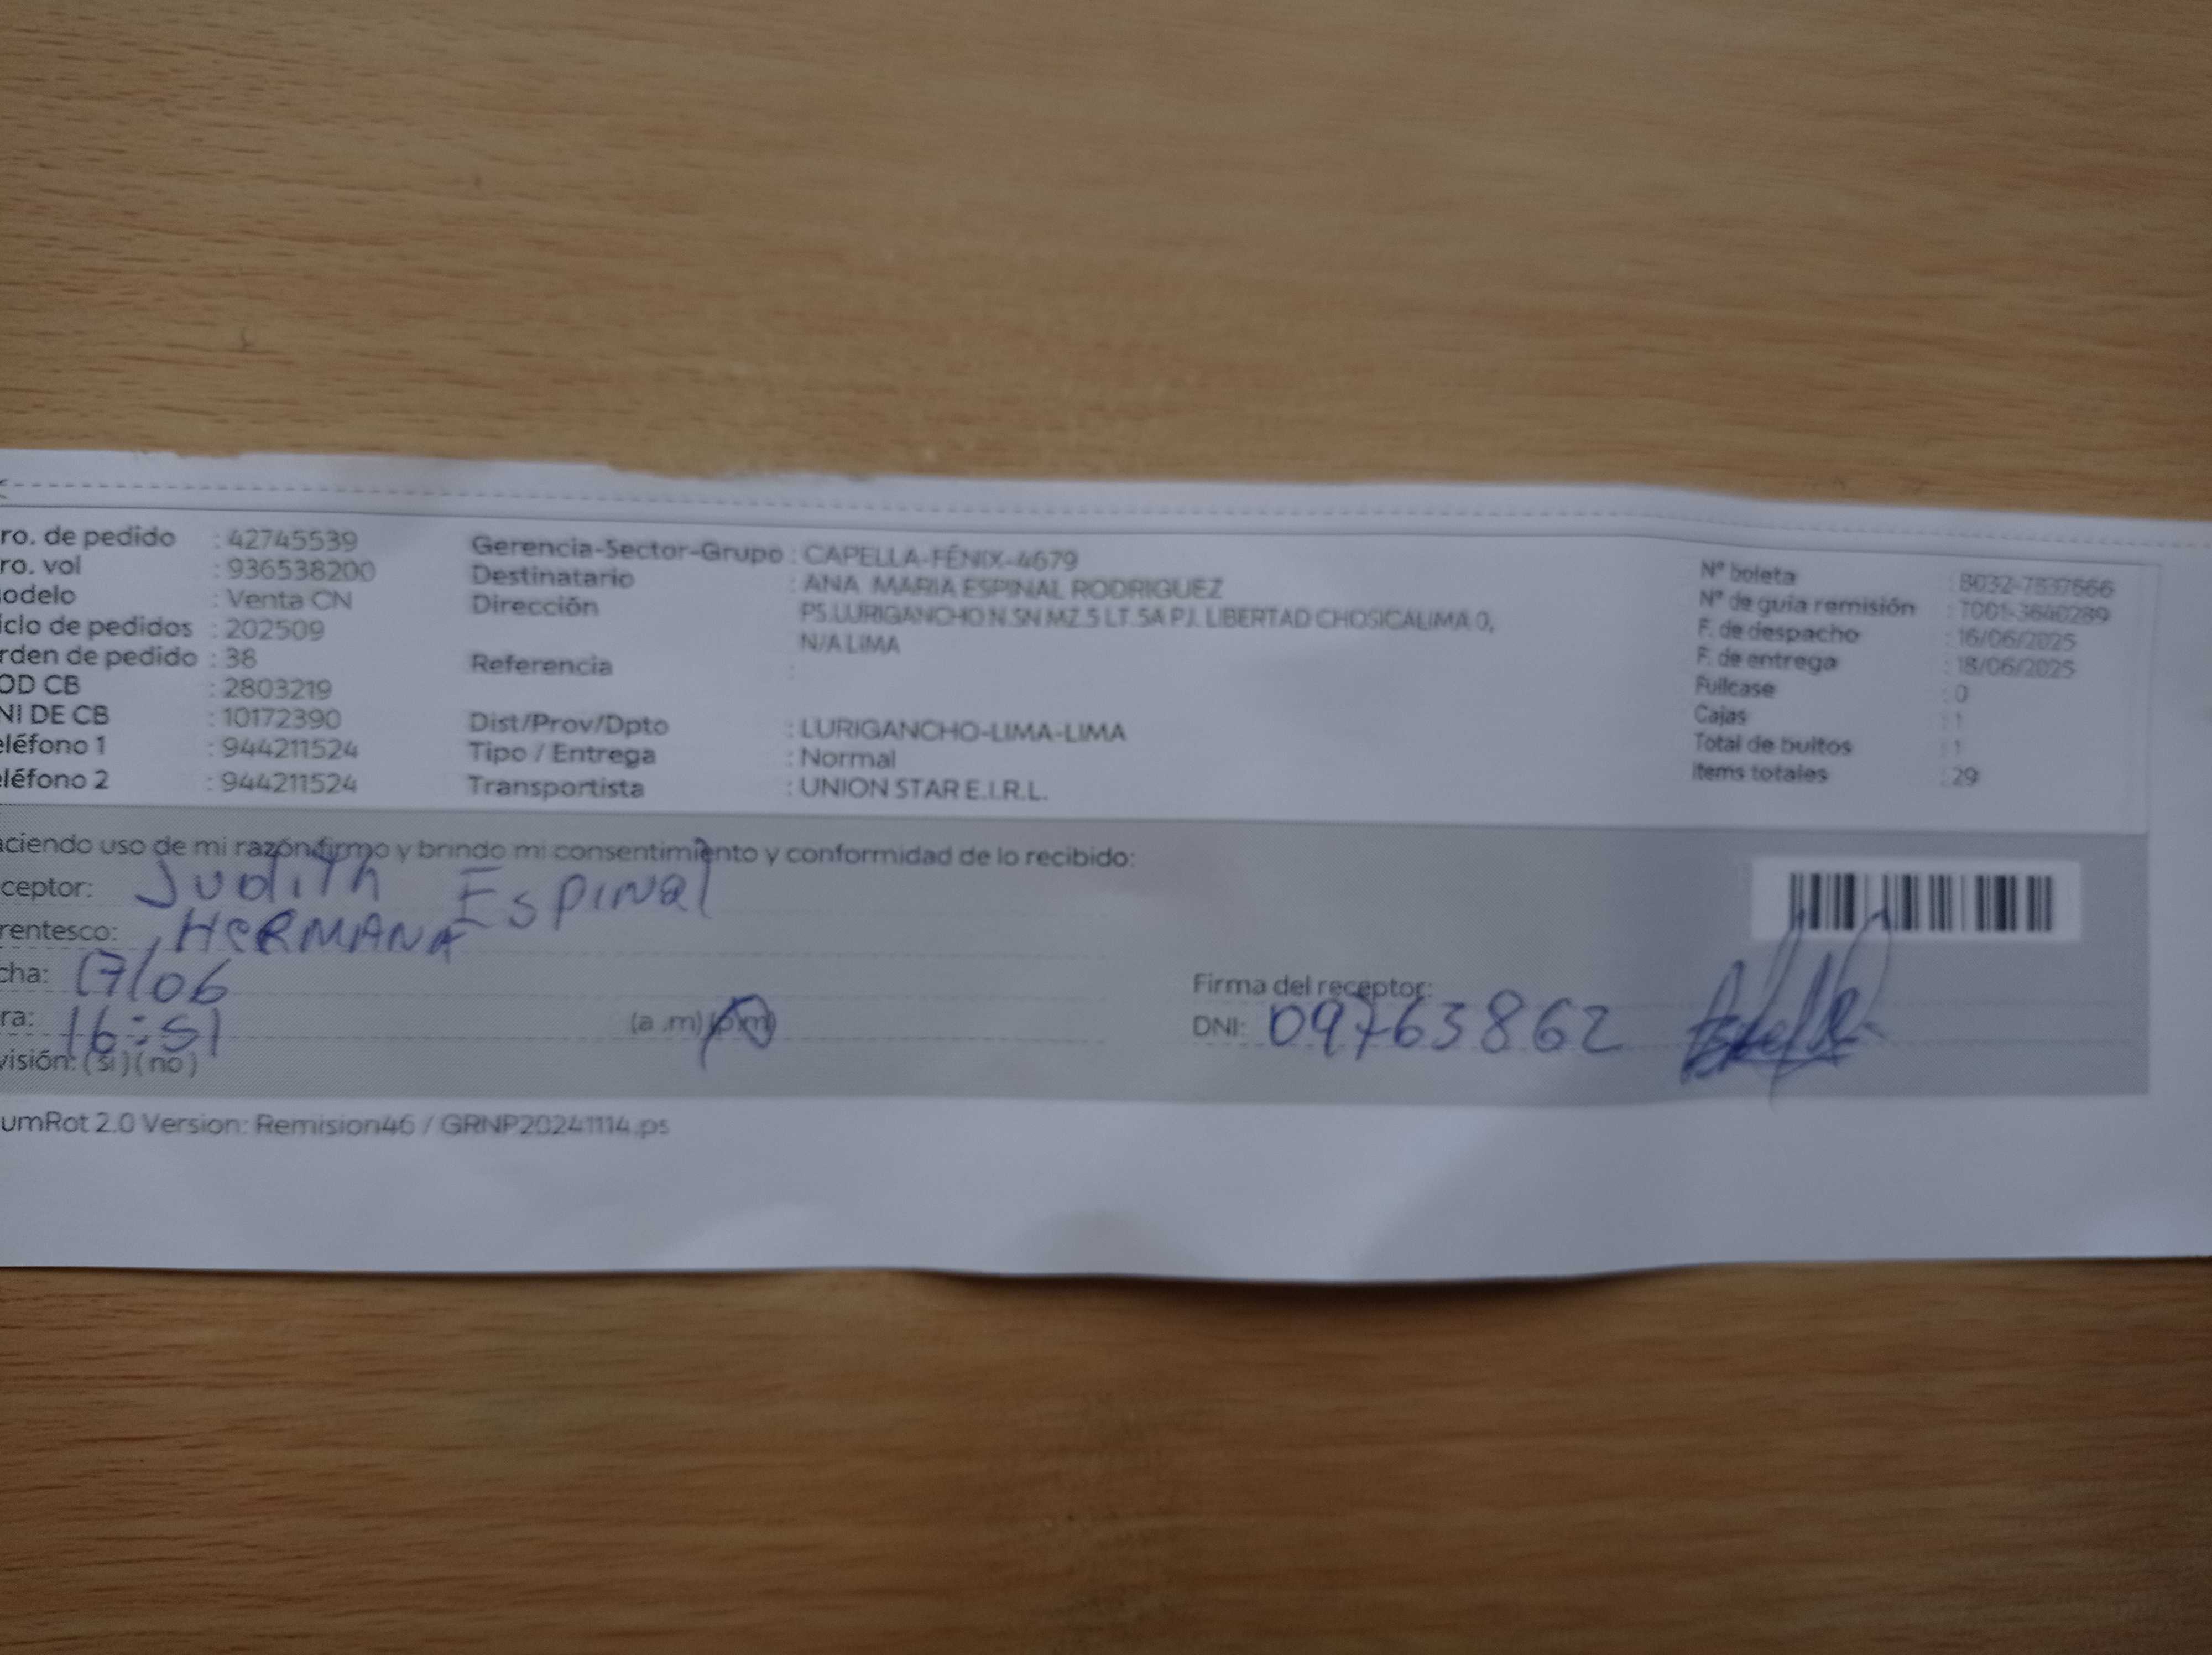 ro. de pedido : 42745539
ro. vol : 936538200
odelo : Venta CN
iclo de pedidos : 202509
rden de pedido : 38
OD CB : 2803219
NI DE CB : 10172390
eléfono 1 : 944211524
eléfono 2 : 944211524
Gerencia-Sector-Grupo : CAPELLA-FÉNIX-4679
Destinatario : ANA MARIA ESPINAL RODRIGUEZ
Dirección PS.LURIGANCHO N.SN MZ.5 LT.5A PJ. LIBERTAD CHOSICALIMA 0,
N/A LIMA
Referencia :
Dist/Prov/Dpto : LURIGANCHO-LIMA-LIMA
Tipo / Entrega : Normal
Transportista : UNION STAR E.I.R.L.
N° boleta
N° de guia remisión : T001-3640289
F. de despacho : 16/06/2025
F. de entrega : 18/06/2025
Fullcase : 0
Cajas : 1
Total de bultos : 1
Items totales : 29
aciendo uso de mi razón firmo y brindo mi consentimiento y conformidad de lo recibido:
ceptor: Judith Espinal
rentesco: HERMANA
cha: 17/06
ra: 16:51 (a .m) (p.m)
visión: (si) (no)
Firma del receptor:
DNI: 09763862
umRot 2.0 Version: Remision46 / GRNP20241114.ps